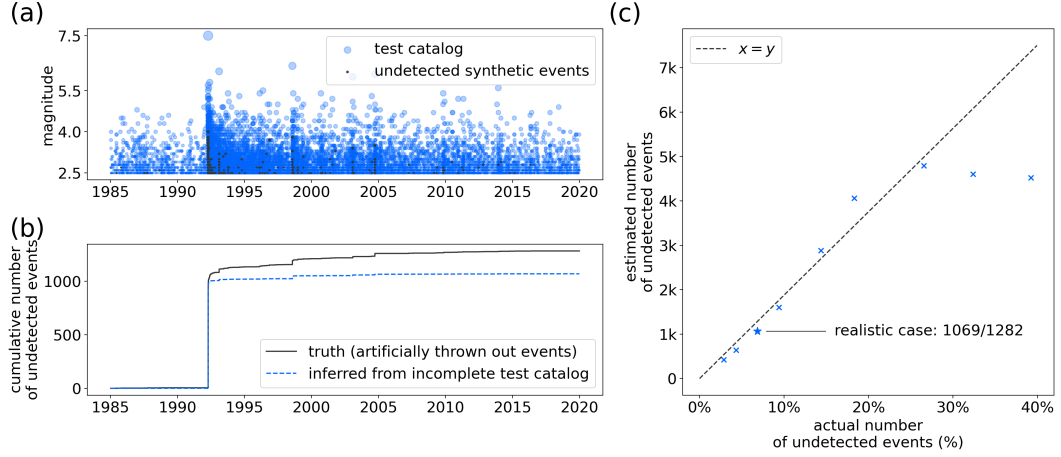 (a)
7.5
5.5
4.0
2.5
magnitude
test catalog
undetected synthetic events
1985 1990 1995 2000 2005 2010 2015 2020
(b)
1000
500
0
cumulative number
of undetected events
truth (artificially thrown out events)
inferred from incomplete test catalog
1985 1990 1995 2000 2005 2010 2015 2020
(c)
x = y
7k
6k
5k
4k
3k
2k
1k
0
estimated number
of undetected events
realistic case: 1069/1282
0% 10% 20% 30% 40%
actual number
of undetected events (%)